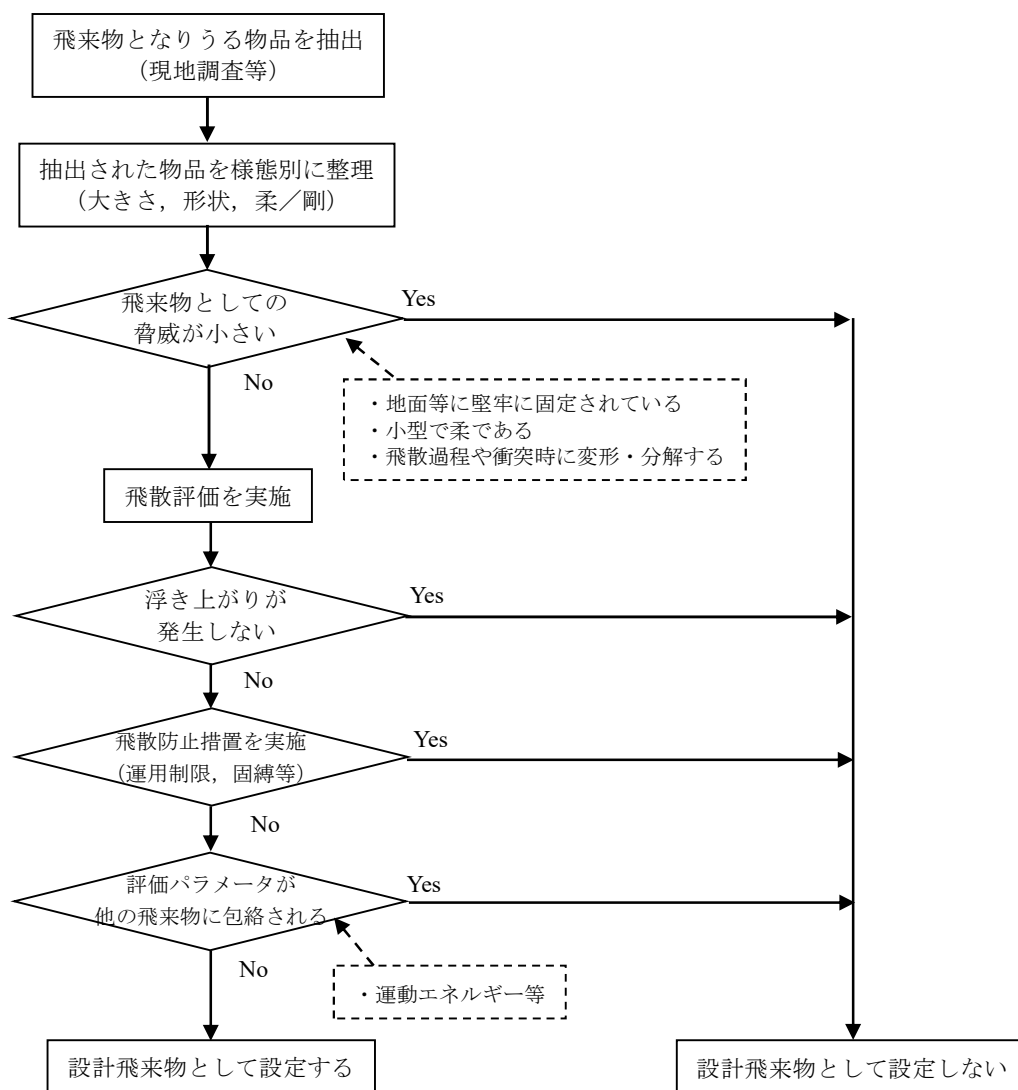 飛来物となりうる物品を抽出
（現地調査等）
抽出された物品を様態別に整理
（大きさ，形状，柔／剛）
飛来物としての
脅威が小さい
Yes
No
・地面等に堅牢に固定されている
・小型で柔である
・飛散過程や衝突時に変形・分解する
飛散評価を実施
浮き上がりが
発生しない
Yes
No
飛散防止措置を実施
（運用制限，固縛等）
Yes
No
評価パラメータが
他の飛来物に包絡される
Yes
No
・運動エネルギー等
設計飛来物として設定する
設計飛来物として設定しない